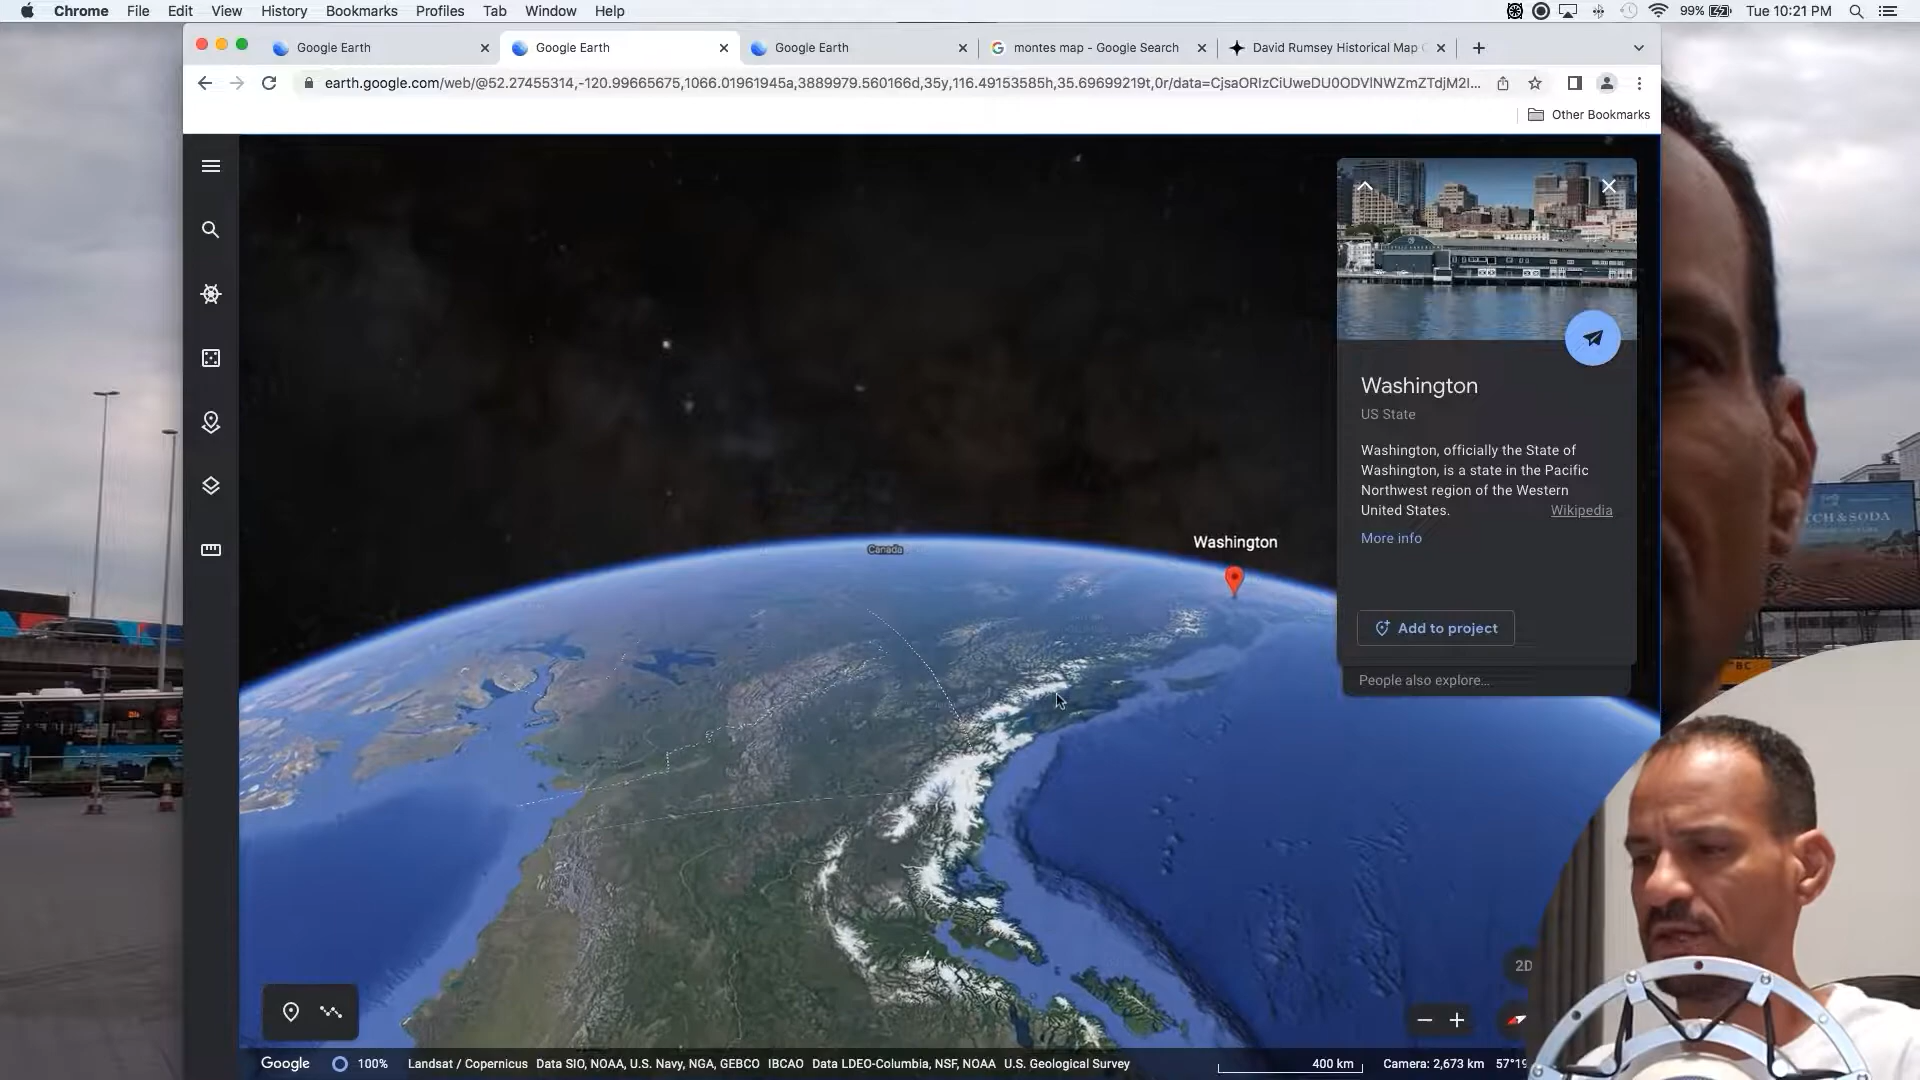 Chrome File Edit View History Bookmarks Profiles Tab Window Help
99% Tue 10:21 PM
Google Earth
Google Earth
Google Earth
montes map - Google Search
David Rumsey Historical Map
earth.google.com/web/@52.27455314,-120.99665675,1066.01961945a,3889979.560166d,35y,116.49153585h,35.69699219t,0r/data=CjsaORIzCiUweDU0ODVlNWZmZTdjM2I...
Other Bookmarks
Washington
US State
Washington, officially the State of
Washington, is a state in the Pacific
Northwest region of the Western
United States. Wikipedia
More info
Add to project
People also explore...
Washington
Canada
TCH & SODA
BC
2D
Google 100% Landsat / Copernicus Data SIO, NOAA, U.S. Navy, NGA, GEBCO IBCAO Data LDEO-Columbia, NSF, NOAA U.S. Geological Survey 400 km Camera: 2,673 km 57°19